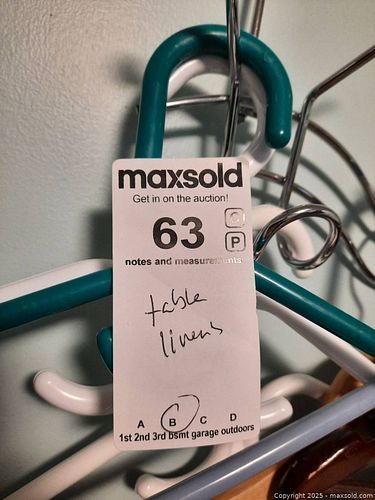 maxsold
Get in on the auction!
63
C
P
notes and measurements
table
linens
A B C D
1st 2nd 3rd bsmt garage outdoors
Copyright © 2025 - maxsold.com